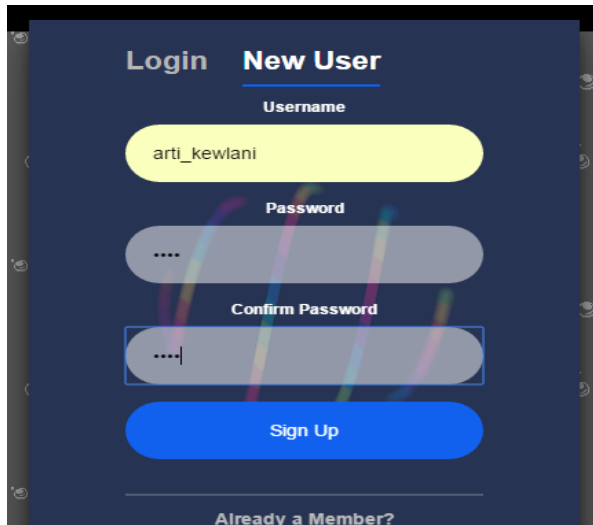 Login New User
Username
arti_kewlani
Password
••••
Confirm Password
••••
Sign Up
Already a Member?